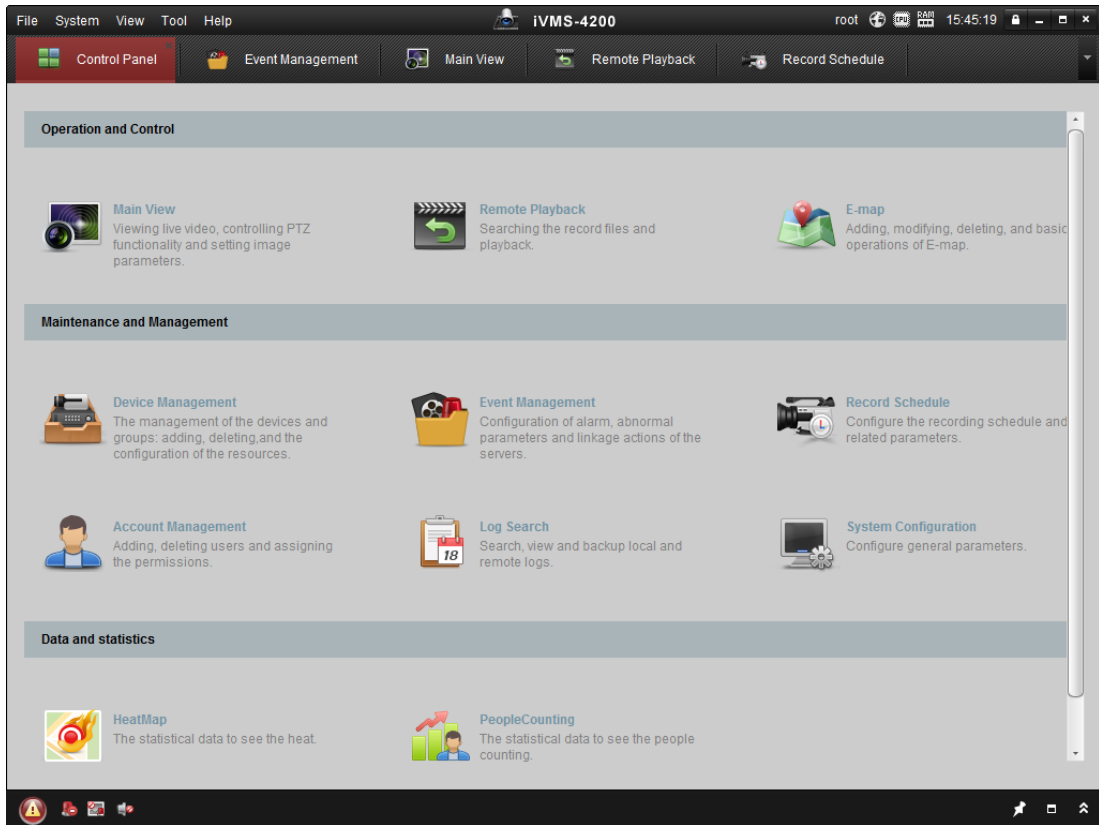 File System View Tool Help iVMS-4200 root CPU RAM 15:45:19
Control Panel Event Management Main View Remote Playback Record Schedule
Operation and Control
Main View
Viewing live video, controlling PTZ
functionality and setting image
parameters.
Remote Playback
Searching the record files and
playback.
E-map
Adding, modifying, deleting, and basic
operations of E-map.
Maintenance and Management
Device Management
The management of the devices and
groups: adding, deleting,and the
configuration of the resources.
Event Management
Configuration of alarm, abnormal
parameters and linkage actions of the
servers.
Record Schedule
Configure the recording schedule and
related parameters.
Account Management
Adding, deleting users and assigning
the permissions.
18
Log Search
Search, view and backup local and
remote logs.
System Configuration
Configure general parameters.
Data and statistics
HeatMap
The statistical data to see the heat.
PeopleCounting
The statistical data to see the people
counting.